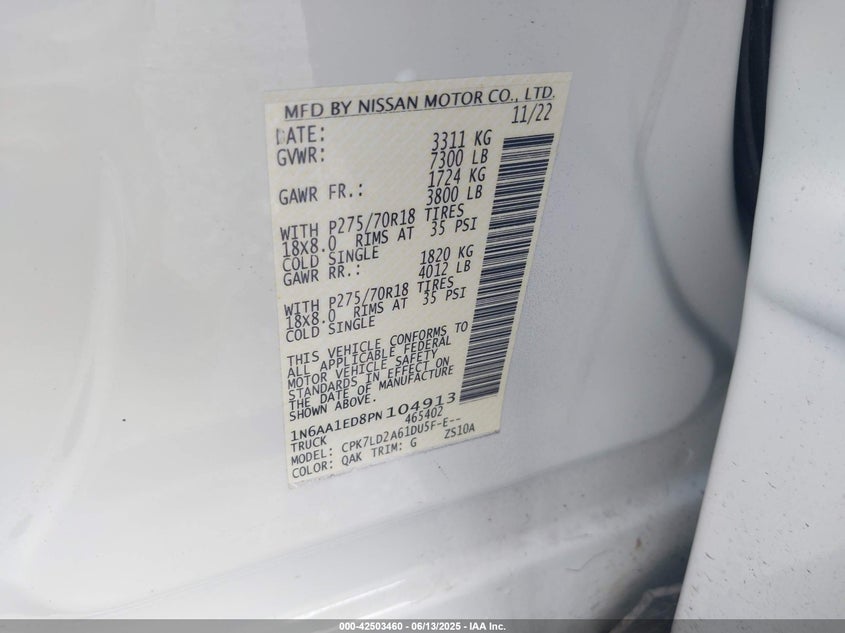 MFD BY NISSAN MOTOR CO., LTD.
DATE: 11/22
GVWR: 3311 KG
7300 LB
GAWR FR.: 1724 KG
3800 LB
WITH P275/70R18 TIRES
18X8.0 RIMS AT 35 PSI
COLD SINGLE
GAWR RR.: 1820 KG
4012 LB
WITH P275/70R18 TIRES
18X8.0 RIMS AT 35 PSI
COLD SINGLE
THIS VEHICLE CONFORMS TO
ALL APPLICABLE FEDERAL
MOTOR VEHICLE SAFETY
STANDARDS IN EFFECT ON
THE DATE OF MANUFACTURE
SHOWN ABOVE.
1N6AA1ED8PN104913
TRUCK 465402
MODEL: CPK7LD2A61DU5F-E--
COLOR: QAK TRIM: G ZS10A
000-42503460 - 06/13/2025 - IAA Inc.